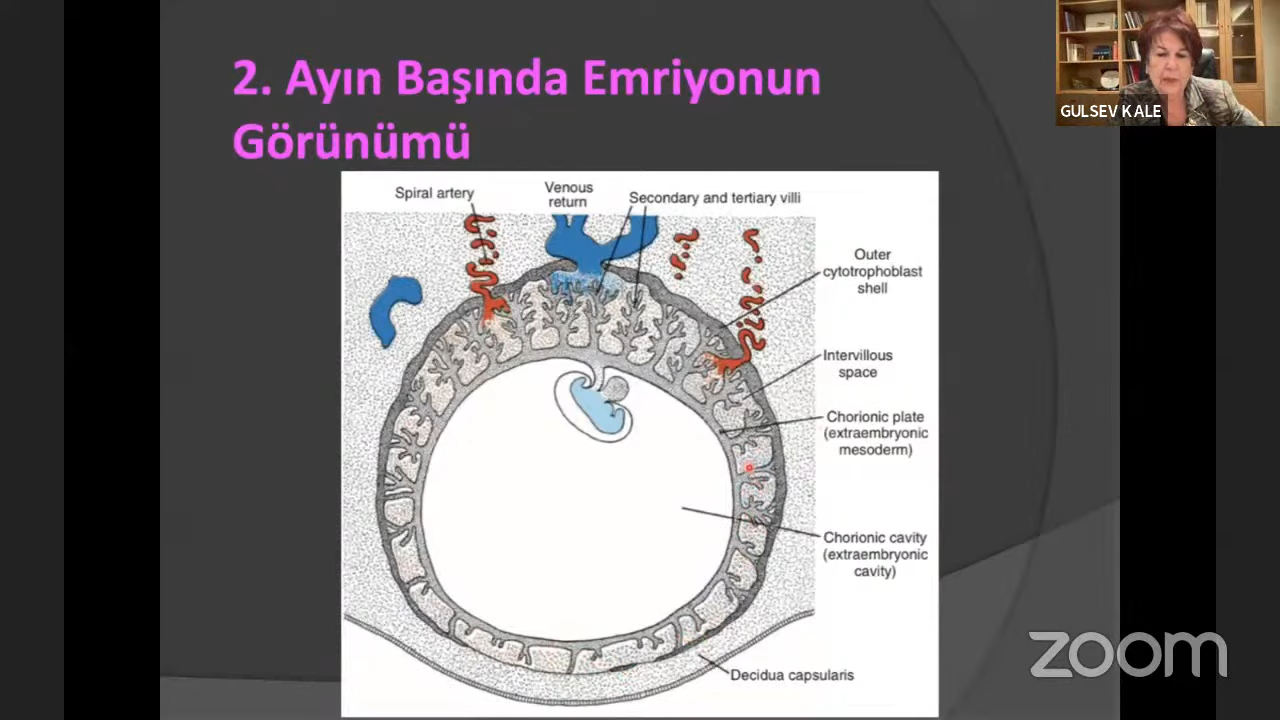 2. Ayın Başında Emriyonun
Görünümü
GULSEV KALE
Spiral artery
Venous
return
Secondary and tertiary villi
Outer
cytotrophoblast
shell
Intervillous
space
Chorionic plate
(extraembryonic
mesoderm)
Chorionic cavity
(extraembryonic
cavity)
Decidua capsularis
zoom